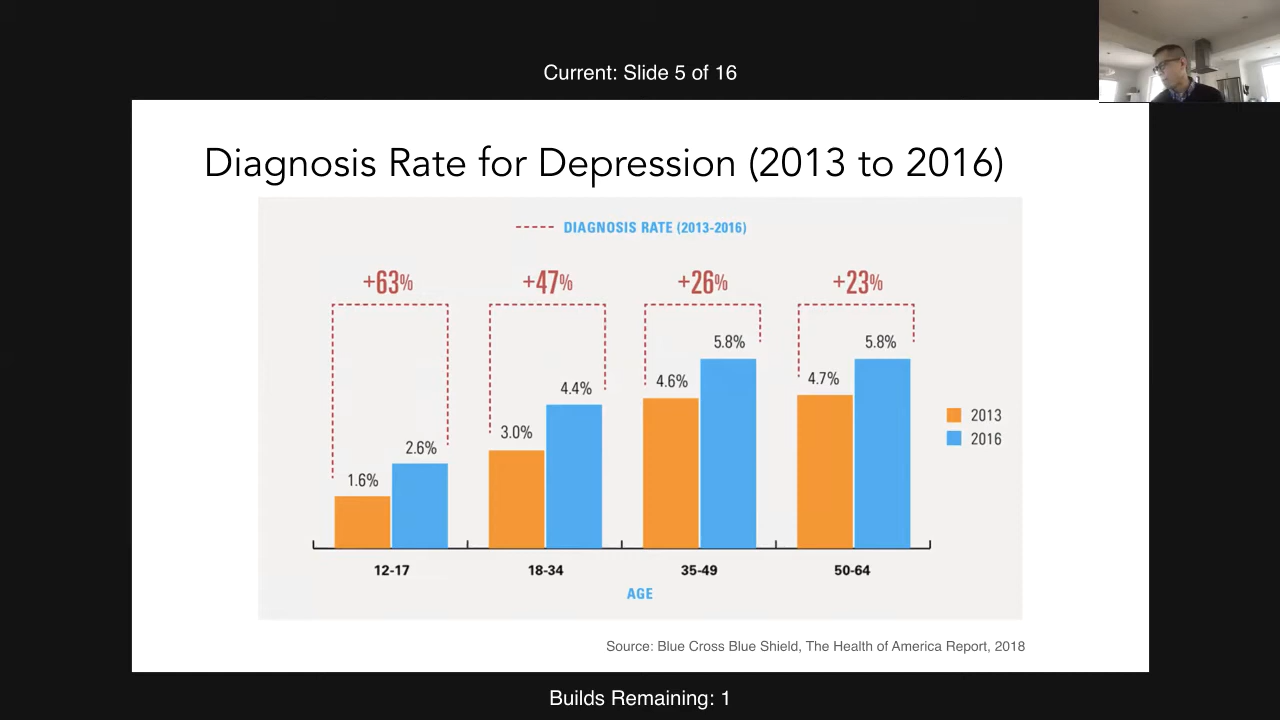 Current: Slide 5 of 16
Diagnosis Rate for Depression (2013 to 2016)
DIAGNOSIS RATE (2013-2016)
+63% +47% +26% +23%
1.6% 2.6% 3.0% 4.4% 4.6% 5.8% 4.7% 5.8%
2013
2016
12-17 18-34 35-49 50-64
AGE
Source: Blue Cross Blue Shield, The Health of America Report, 2018
Builds Remaining: 1